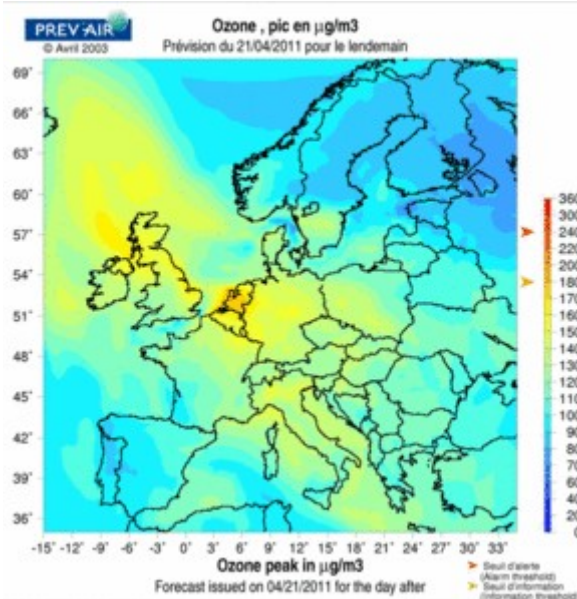 PREV'AIR
© Avril 2003
Ozone , pic en µg/m3
Prévision du 21/04/2011 pour le lendemain
69°
66°
63°
60°
57°
54°
51°
48°
45°
42°
39°
36°
-15° -12° -9° -6° -3° 0° 3° 6° 9° 12° 15° 18° 21° 24° 27° 30° 33°
360
300
240
220
200
180
170
160
150
140
130
120
110
100
90
80
60
40
20
0
Ozone peak in µg/m3
Forecast issued on 04/21/2011 for the day after
Seuil d'alerte
(Alarm threshold)
Seuil d'information
(Information threshold)